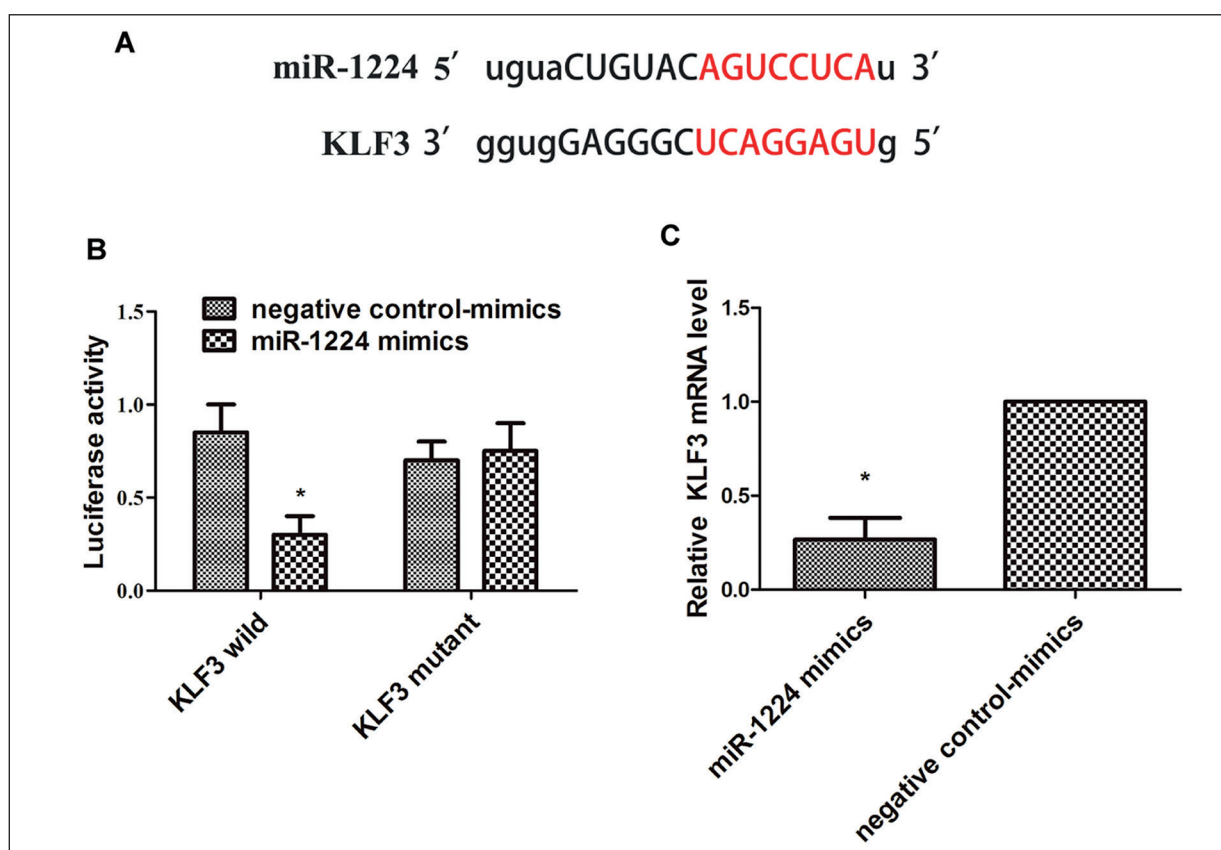 A
miR-1224 5′ uguaCUGUACAGUCCUCAu 3′
KLF3 3′ ggugGAGGGCUCAGGAGUg 5′
B
negative control-mimics
miR-1224 mimics
Luciferase activity
1.5
1.0
0.5
0.0
KLF3 wild
KLF3 mutant
*
C
Relative KLF3 mRNA level
1.5
1.0
0.5
0.0
*
miR-1224 mimics
negative control-mimics